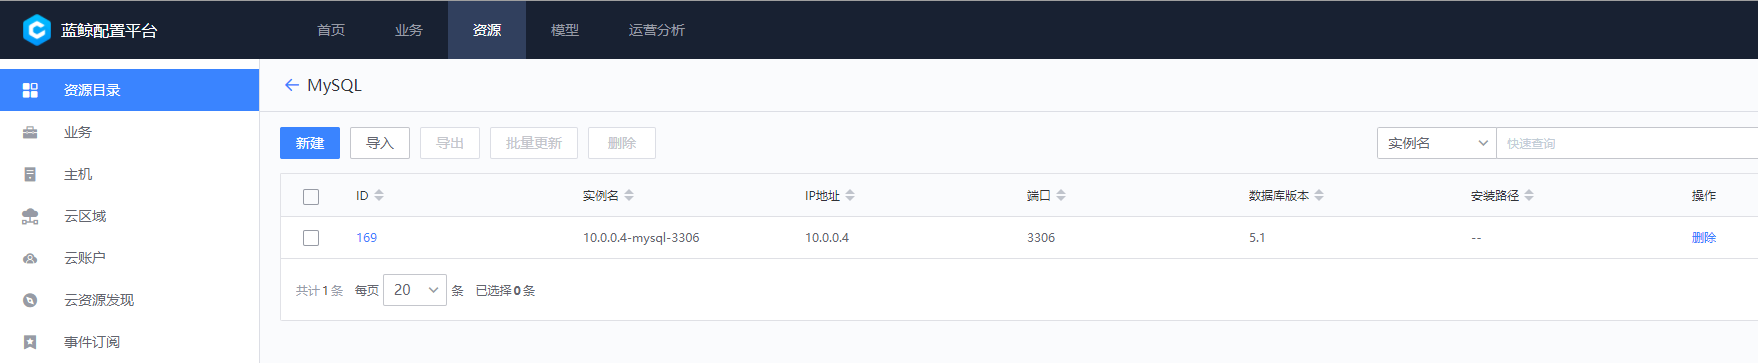 蓝鲸配置平台 首页 业务 资源 模型 运营分析
资源目录
业务
主机
云区域
云账户
云资源发现
事件订阅
MySQL
新建 导入 导出 批量更新 删除 实例名 快速查询
ID 实例名 IP地址 端口 数据库版本 安装路径 操作
169 10.0.0.4-mysql-3306 10.0.0.4 3306 5.1 -- 删除
共计1条 每页 20 条 已选择0条